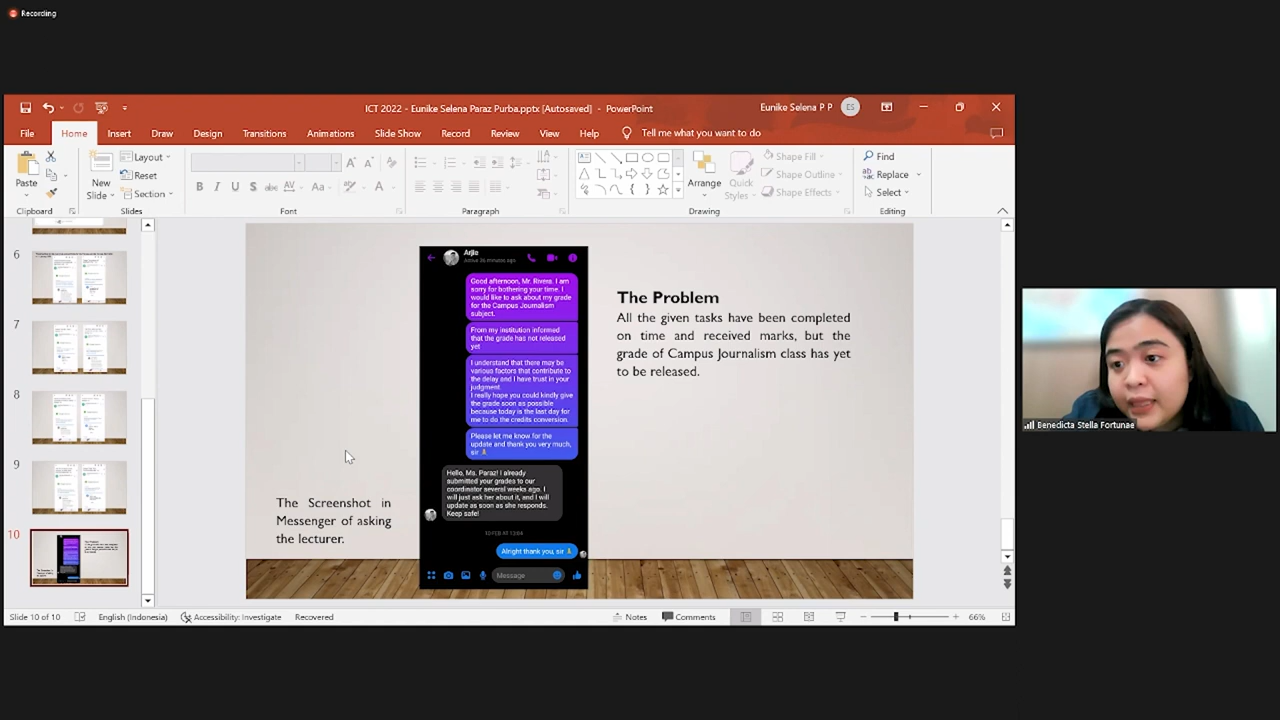 Recording
ICT 2022 - Eunike Selena Paraz Purba.pptx [Autosaved] - PowerPoint
Eunike Selena P P
ES
File Home Insert Draw Design Transitions Animations Slide Show Record Review View Help Tell me what you want to do
Paste
Clipboard
New
Slide
Layout
Reset
Section
Slides
B I U S abc AV Aa A
Font
Paragraph
Arrange
Quick
Styles
Shape Fill
Shape Outline
Shape Effects
Drawing
Find
Replace
Select
Editing
6
7
8
9
10
Arjie
Good afternoon, Mr. Rivera. I am
sorry for bothering your time. I
would like to ask about my grade
for the Campus Journalism
subject.
From my institution informed
that the grade has not released
yet
I understand that there may be
various factors that contribute to
the delay and I have trust in your
judgment.
I really hope you could kindly give
the grade soon as possible
because today is the last day for
me to do the credits conversion.
Please let me know for the
update and thank you very much,
sir
Hello, Ms. Paraz! I already
submitted your grades to our
coordinator several weeks ago. I
will just ask her about it, and I will
update as soon as she responds.
Keep safe!
Alright thank you, sir
Message
The Problem
All the given tasks have been completed
on time and received marks, but the
grade of Campus Journalism class has yet
to be released.
The Screenshot in
Messenger of asking
the lecturer.
Benedicta Stella Fortunae
Slide 10 of 10 English (Indonesia) Accessibility: Investigate Recovered Notes Comments 66%